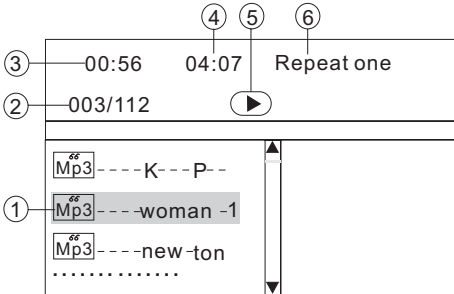 ④ ⑤ ⑥
③ 00:56 04:07 Repeat one
② 003/112
Mp3 ----K---P--
① Mp3 ----woman -1
Mp3 ----new-ton
..............